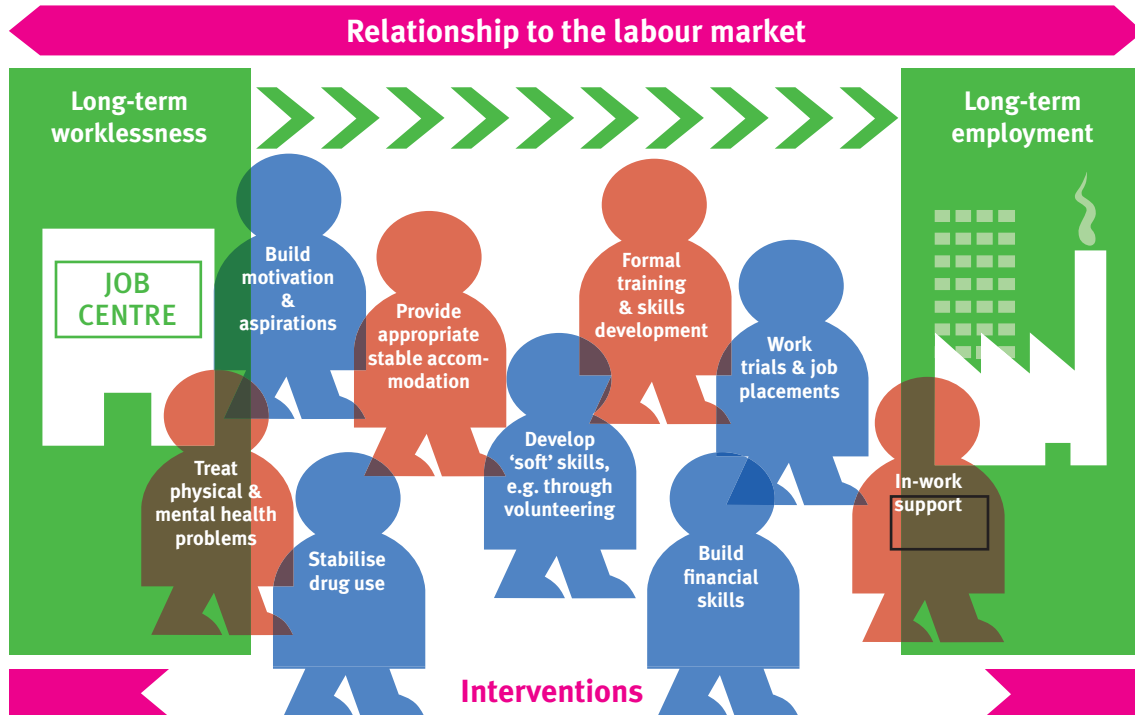 Relationship to the labour market
Long-term
worklessness
Long-term
employment
JOB
CENTRE
Build
motivation
&
aspirations
Provide
appropriate
stable accom-
modation
Formal
training
& skills
development
Work
trials & job
placements
Treat
physical &
mental health
problems
Stabilise
drug use
Develop
‘soft’ skills,
e.g. through
volunteering
Build
financial
skills
In-work
support
Interventions